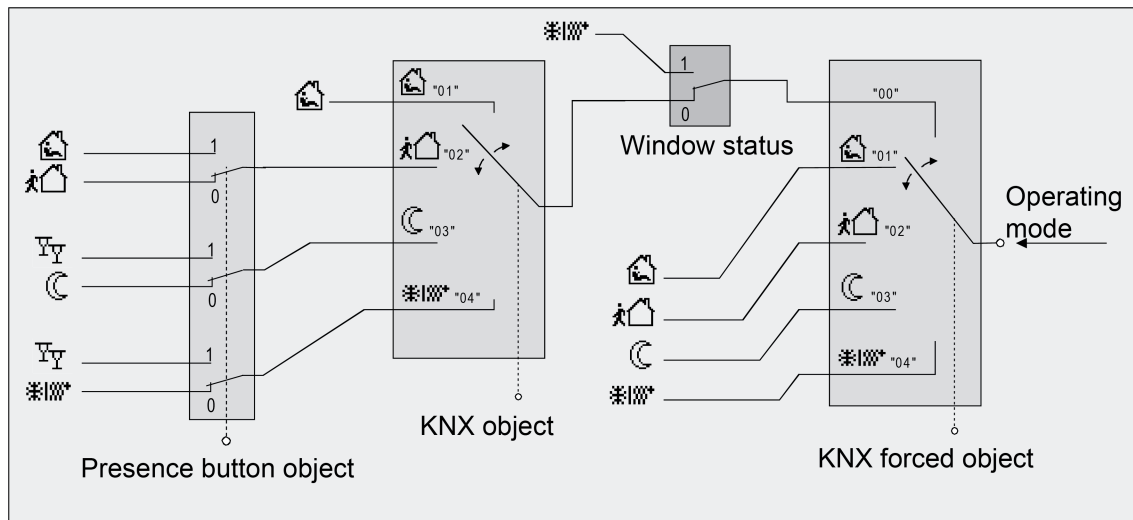 1
0
1
0
1
0
Presence button object
"01"
"02"
"03"
"04"
KNX object
1
0
Window status
"00"
"01"
"02"
"03"
"04"
KNX forced object
Operating
mode